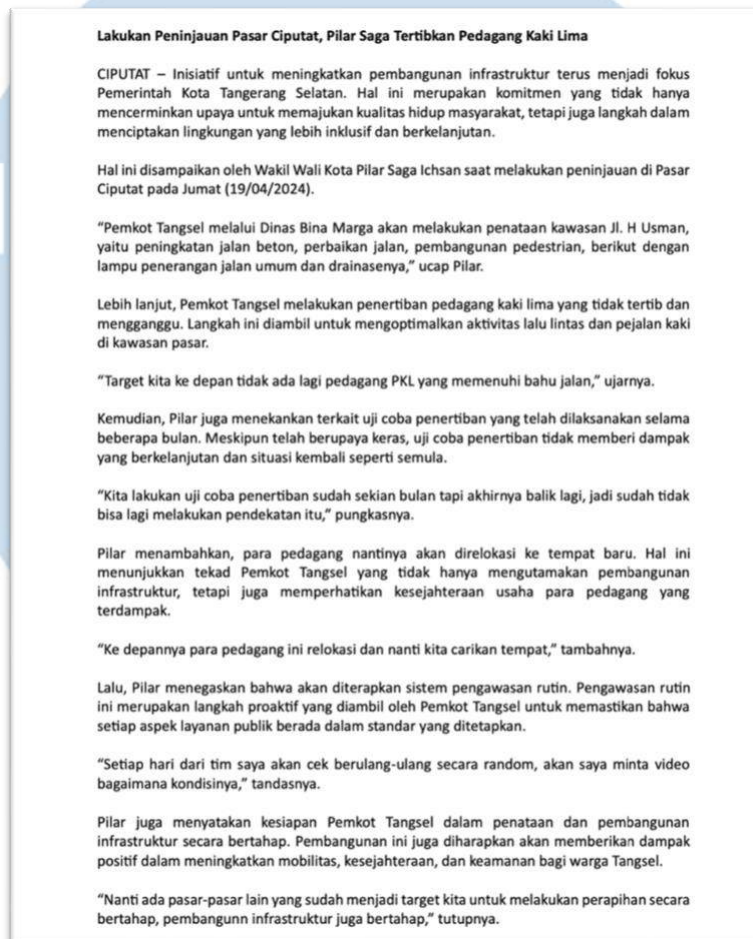 Lakukan Peninjauan Pasar Ciputat, Pilar Saga Tertibkan Pedagang Kaki Lima
CIPUTAT – Inisiatif untuk meningkatkan pembangunan infrastruktur terus menjadi fokus
Pemerintah Kota Tangerang Selatan. Hal ini merupakan komitmen yang tidak hanya
mencerminkan upaya untuk memajukan kualitas hidup masyarakat, tetapi juga langkah dalam
menciptakan lingkungan yang lebih inklusif dan berkelanjutan.
Hal ini disampaikan oleh Wakil Wali Kota Pilar Saga Ichsan saat melakukan peninjauan di Pasar
Ciputat pada Jumat (19/04/2024).
“Pemkot Tangsel melalui Dinas Bina Marga akan melakukan penataan kawasan Jl. H Usman,
yaitu peningkatan jalan beton, perbaikan jalan, pembangunan pedestrian, berikut dengan
lampu penerangan jalan umum dan drainasenya,” ucap Pilar.
Lebih lanjut, Pemkot Tangsel melakukan penertiban pedagang kaki lima yang tidak tertib dan
mengganggu. Langkah ini diambil untuk mengoptimalkan aktivitas lalu lintas dan pejalan kaki
di kawasan pasar.
“Target kita ke depan tidak ada lagi pedagang PKL yang memenuhi bahu jalan,” ujarnya.
Kemudian, Pilar juga menekankan terkait uji coba penertiban yang telah dilaksanakan selama
beberapa bulan. Meskipun telah berupaya keras, uji coba penertiban tidak memberi dampak
yang berkelanjutan dan situasi kembali seperti semula.
“Kita lakukan uji coba penertiban sudah sekian bulan tapi akhirnya balik lagi, jadi sudah tidak
bisa lagi melakukan pendekatan itu,” pungkasnya.
Pilar menambahkan, para pedagang nantinya akan direlokasi ke tempat baru. Hal ini
menunjukkan tekad Pemkot Tangsel yang tidak hanya mengutamakan pembangunan
infrastruktur, tetapi juga memperhatikan kesejahteraan usaha para pedagang yang
terdampak.
“Ke depannya para pedagang ini relokasi dan nanti kita carikan tempat,” tambahnya.
Lalu, Pilar menegaskan bahwa akan diterapkan sistem pengawasan rutin. Pengawasan rutin
ini merupakan langkah proaktif yang diambil oleh Pemkot Tangsel untuk memastikan bahwa
setiap aspek layanan publik berada dalam standar yang ditetapkan.
“Setiap hari dari tim saya akan cek berulang-ulang secara random, akan saya minta video
bagaimana kondisinya,” tandasnya.
Pilar juga menyatakan kesiapan Pemkot Tangsel dalam penataan dan pembangunan
infrastruktur secara bertahap. Pembangunan ini juga diharapkan akan memberikan dampak
positif dalam meningkatkan mobilitas, kesejahteraan, dan keamanan bagi warga Tangsel.
“Nanti ada pasar-pasar lain yang sudah menjadi target kita untuk melakukan perapihan secara
bertahap, pembangunn infrastruktur juga bertahap,” tutupnya.